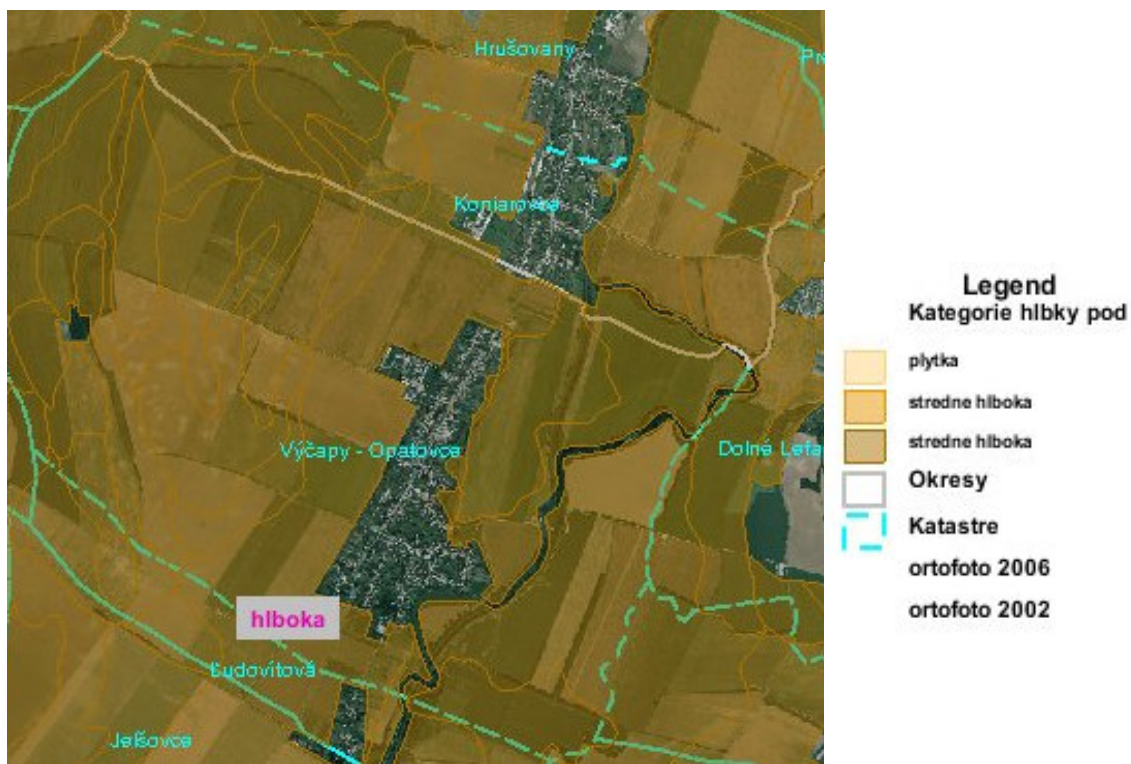 Hrušovany
Koniarovce
Výčapy - Opatovce
Dolné Lefa
hlboka
Ľudovítová
Jelšovce
Legend
Kategorie hlbky pod
plytka
stredne hlboka
stredne hlboka
Okresy
Katastre
ortofoto 2006
ortofoto 2002